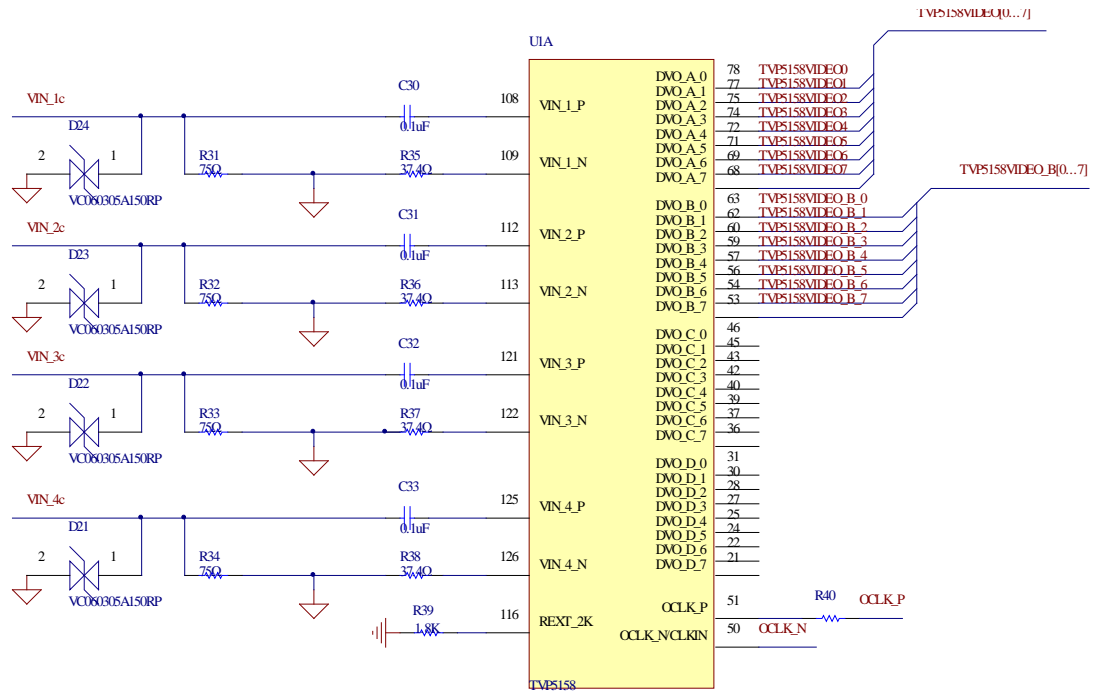 TVP5158VIDEO[0...7]
U1A
VIN_1c
D24
2
1
VC060305A150RP
R31
75Ω
C30
0.1uF
R35
37.4Ω
108
VIN_1_P
109
VIN_1_N
VIN_2c
D23
2
1
VC060305A150RP
R32
75Ω
C31
0.1uF
R36
37.4Ω
112
VIN_2_P
113
VIN_2_N
VIN_3c
D22
2
1
VC060305A150RP
R33
75Ω
C32
0.1uF
R37
37.4Ω
121
VIN_3_P
122
VIN_3_N
VIN_4c
D21
2
1
VC060305A150RP
R34
75Ω
C33
0.1uF
R38
37.4Ω
125
VIN_4_P
126
VIN_4_N
R39
1.8K
116
REXT_2K
DVO_A_0 78 TVP5158VIDEO0
DVO_A_1 77 TVP5158VIDEO1
DVO_A_2 75 TVP5158VIDEO2
DVO_A_3 74 TVP5158VIDEO3
DVO_A_4 72 TVP5158VIDEO4
DVO_A_5 71 TVP5158VIDEO5
DVO_A_6 69 TVP5158VIDEO6
DVO_A_7 68 TVP5158VIDEO7
TVP5158VIDEO_B[0...7]
DVO_B_0 63 TVP5158VIDEO_B_0
DVO_B_1 62 TVP5158VIDEO_B_1
DVO_B_2 60 TVP5158VIDEO_B_2
DVO_B_3 59 TVP5158VIDEO_B_3
DVO_B_4 57 TVP5158VIDEO_B_4
DVO_B_5 56 TVP5158VIDEO_B_5
DVO_B_6 54 TVP5158VIDEO_B_6
DVO_B_7 53 TVP5158VIDEO_B_7
DVO_C_0 46
DVO_C_1 45
DVO_C_2 43
DVO_C_3 42
DVO_C_4 40
DVO_C_5 39
DVO_C_6 37
DVO_C_7 36
DVO_D_0 31
DVO_D_1 30
DVO_D_2 28
DVO_D_3 27
DVO_D_4 25
DVO_D_5 24
DVO_D_6 22
DVO_D_7 21
OCLK_P 51 R40 OCLK_P
OCLK_N/CLKIN 50 OCLK_N
TVP5158